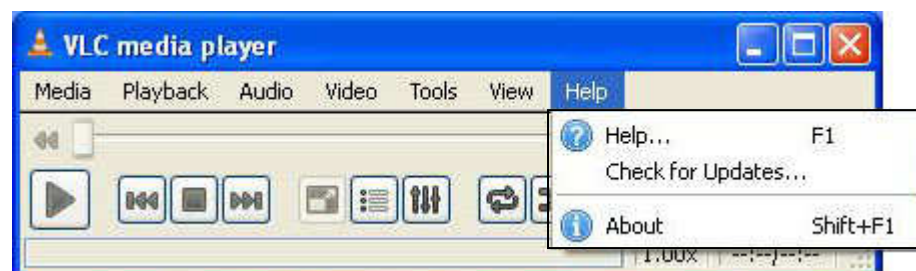 VLC media player
Media Playback Audio Video Tools View Help
Help... F1
Check for Updates...
About Shift+F1
1.00x --:--/--:--